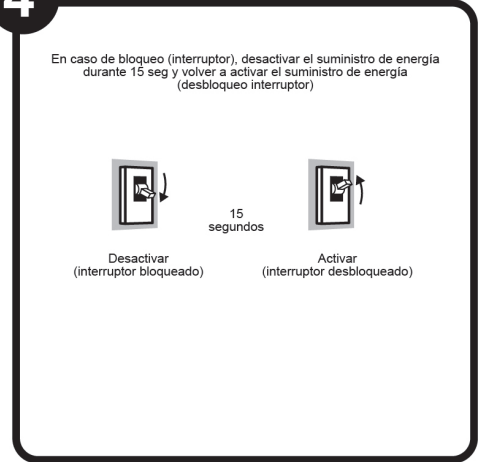 4
En caso de bloqueo (interruptor), desactivar el suministro de energía
durante 15 seg y volver a activar el suministro de energía
(desbloqueo interruptor)
15
segundos
Desactivar
(interruptor bloqueado)
Activar
(interruptor desbloqueado)